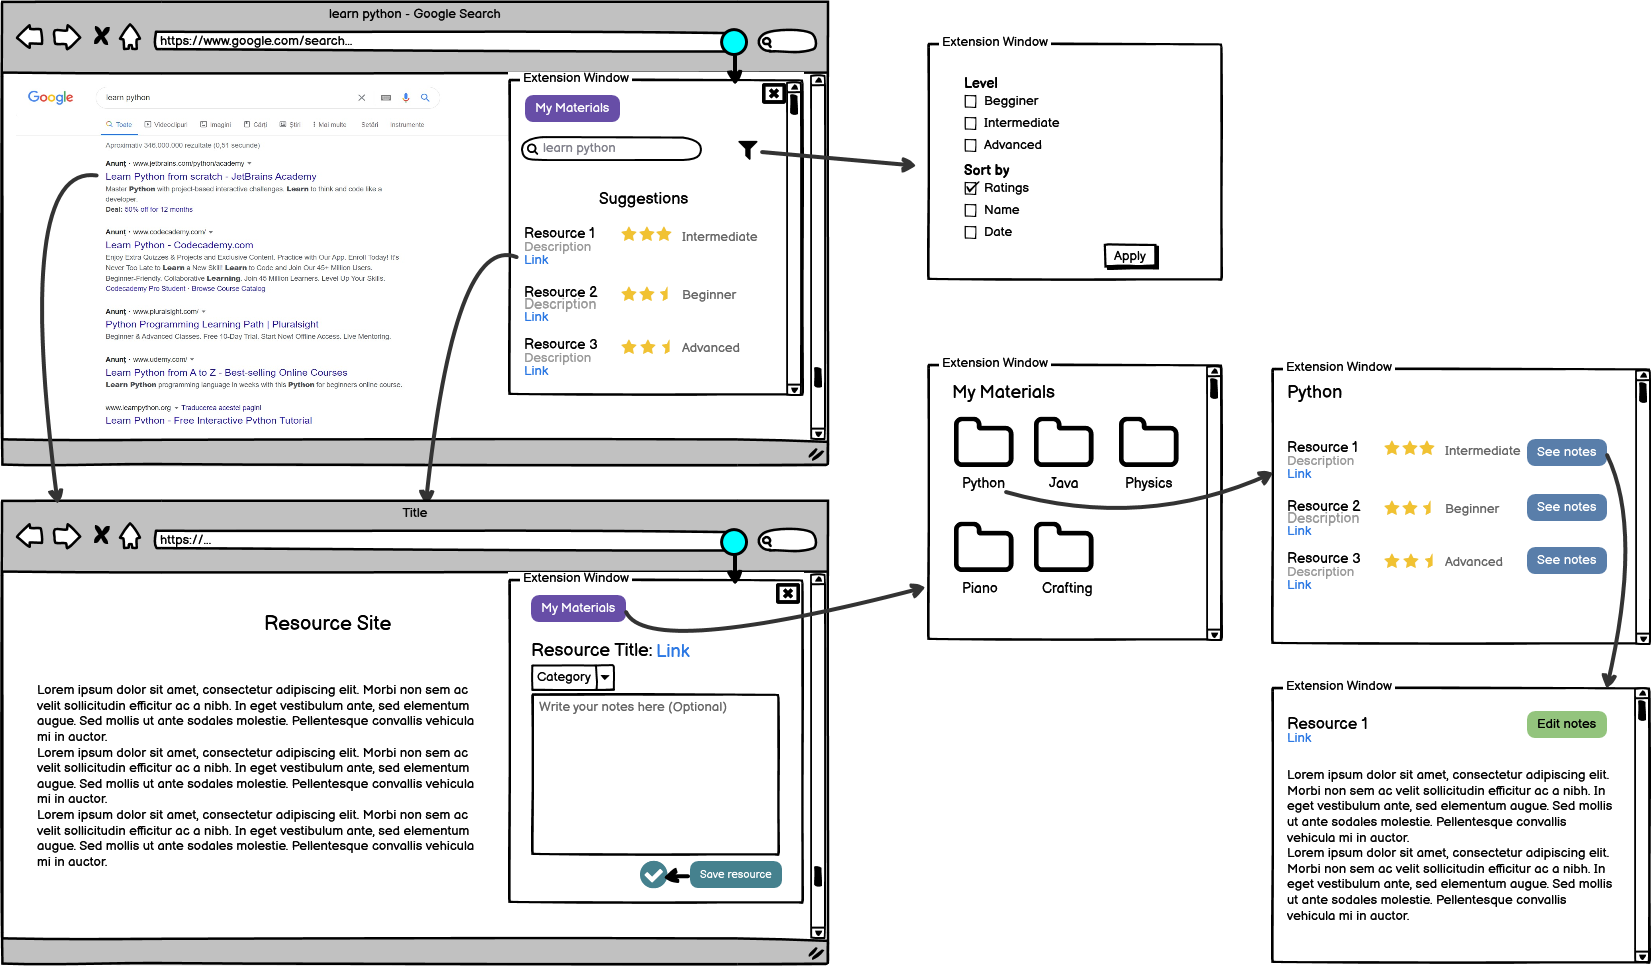 learn python - Google Search
https://www.google.com/search...
Google
learn python
Toate Videoclipuri Imagini Cărți Știri Mai multe Setări Instrumente
Aproximativ 346.000.000 rezultate (0,51 secunde)
Anunț · www.jetbrains.com/python/academy
Learn Python from scratch - JetBrains Academy
Master Python with project-based interactive challenges. Learn to think and code like a
developer.
Deal: 50% off for 12 months
Anunț · www.codecademy.com/
Learn Python - Codecademy.com
Enjoy Extra Quizzes & Projects and Exclusive Content. Practice with Our App. Enroll Today! It's
Never Too Late to Learn a New Skill! Learn to Code and Join Our 45+ Million Users.
Beginner-Friendly. Collaborative Learning. Join 45 Million Learners. Level Up Your Skills.
Codecademy Pro Student · Browse Course Catalog
Anunț · www.pluralsight.com/
Python Programming Learning Path | Pluralsight
Beginner & Advanced Classes. Free 10-Day Trial. Start Now! Offline Access. Live Mentoring.
Anunț · www.udemy.com/
Learn Python from A to Z - Best-selling Online Courses
Learn Python programming language in weeks with this Python for beginners online course.
www.learnpython.org Traducerea acestei pagini
Learn Python - Free Interactive Python Tutorial
Extension Window
My Materials
learn python
Suggestions
Resource 1 Intermediate
Description
Link
Resource 2 Beginner
Description
Link
Resource 3 Advanced
Description
Link
Extension Window
Level
Begginer
Intermediate
Advanced
Sort by
Ratings
Name
Date
Apply
Title
https://...
Resource Site
Lorem ipsum dolor sit amet, consectetur adipiscing elit. Morbi non sem ac
velit sollicitudin efficitur ac a nibh. In eget vestibulum ante, sed elementum
augue. Sed mollis ut ante sodales molestie. Pellentesque convallis vehicula
mi in auctor.
Lorem ipsum dolor sit amet, consectetur adipiscing elit. Morbi non sem ac
velit sollicitudin efficitur ac a nibh. In eget vestibulum ante, sed elementum
augue. Sed mollis ut ante sodales molestie. Pellentesque convallis vehicula
mi in auctor.
Lorem ipsum dolor sit amet, consectetur adipiscing elit. Morbi non sem ac
velit sollicitudin efficitur ac a nibh. In eget vestibulum ante, sed elementum
augue. Sed mollis ut ante sodales molestie. Pellentesque convallis vehicula
mi in auctor.
Extension Window
My Materials
Resource Title: Link
Category
Write your notes here (Optional)
Save resource
Extension Window
My Materials
Python Java Physics
Piano Crafting
Extension Window
Python
Resource 1 Intermediate See notes
Description
Link
Resource 2 Beginner See notes
Description
Link
Resource 3 Advanced See notes
Description
Link
Extension Window
Resource 1 Edit notes
Link
Lorem ipsum dolor sit amet, consectetur adipiscing elit.
Morbi non sem ac velit sollicitudin efficitur ac a nibh. In
eget vestibulum ante, sed elementum augue. Sed mollis
ut ante sodales molestie. Pellentesque convallis
vehicula mi in auctor.
Lorem ipsum dolor sit amet, consectetur adipiscing elit.
Morbi non sem ac velit sollicitudin efficitur ac a nibh. In
eget vestibulum ante, sed elementum augue. Sed mollis
ut ante sodales molestie. Pellentesque convallis
vehicula mi in auctor.